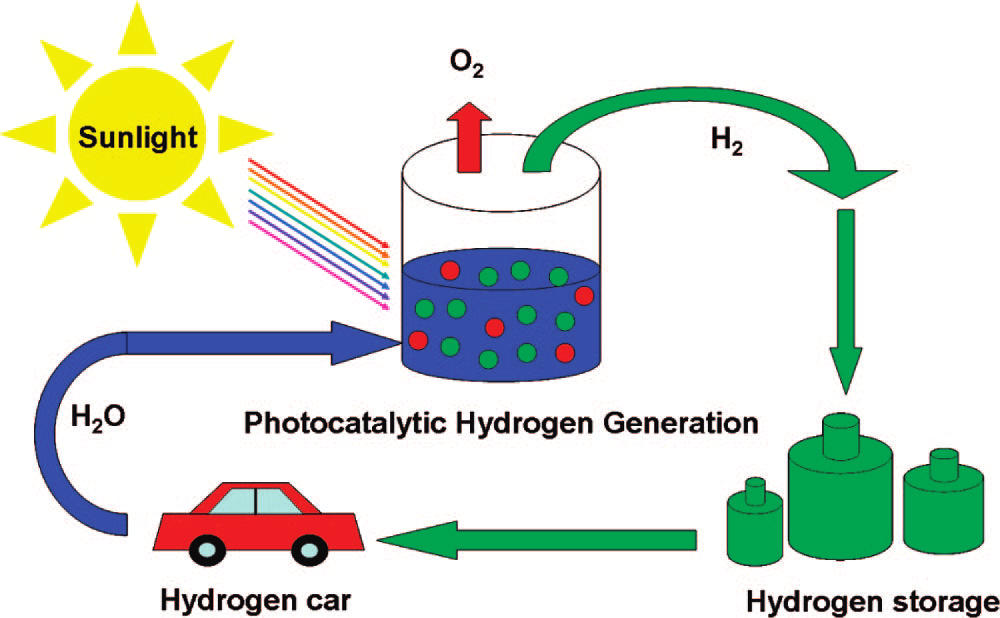 Sunlight
O₂
H₂
H₂O
Photocatalytic Hydrogen Generation
Hydrogen car
Hydrogen storage